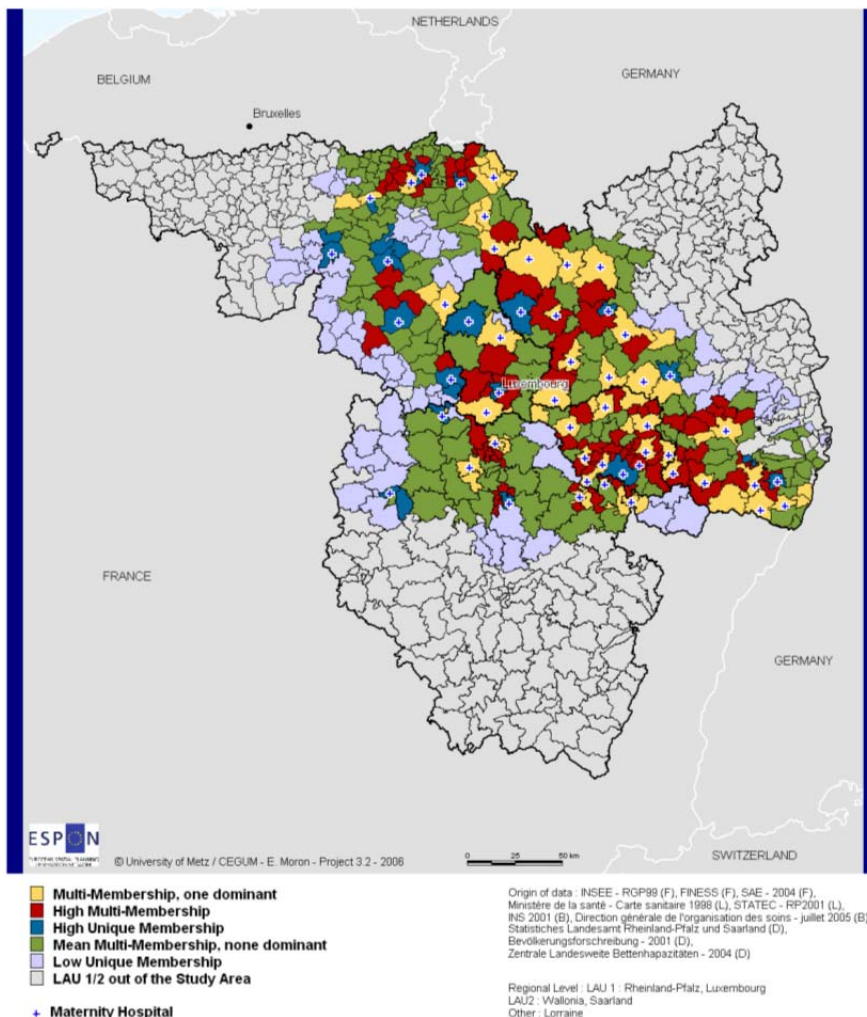 NETHERLANDS
BELGIUM
GERMANY
Bruxelles
Luxembourg
FRANCE
GERMANY
ESPON
© University of Metz / CEGUM - E. Moron - Project 3.2 - 2006
0 25 50 km
SWITZERLAND
Multi-Membership, one dominant
High Multi-Membership
High Unique Membership
Mean Multi-Membership, none dominant
Low Unique Membership
LAU 1/2 out of the Study Area
Maternity Hospital
Origin of data : INSEE - RGP99 (F), FINESS (F), SAE - 2004 (F),
Ministère de la santé - Carte sanitaire 1998 (L), STATEC - RP2001 (L),
INS 2001 (B), Direction générale de l'organisation des soins - juillet 2005 (B)
Statistiches Landesamt Rheinland-Pfalz und Saarland (D),
Bevölkerungsforschreibung - 2001 (D),
Zentrale Landesweite Bettenhapazitäten - 2004 (D)
Regional Level : LAU 1 : Rheinland-Pfalz, Luxembourg
LAU2 : Wallonia, Saarland
Other : Lorraine